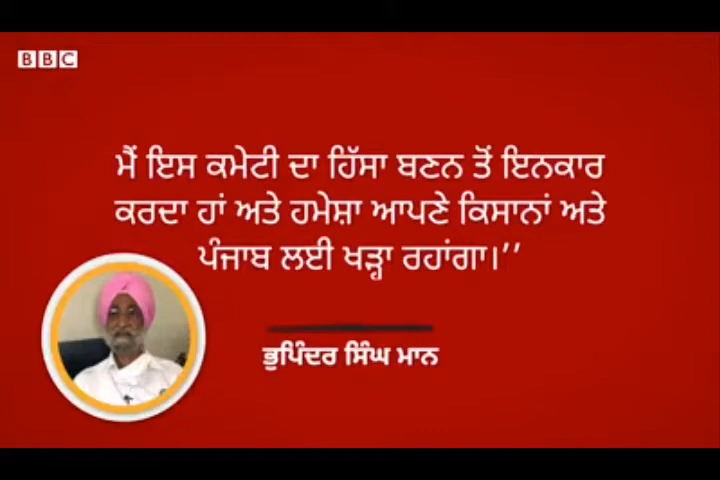 BBC
ਮੈਂ ਇਸ ਕਮੇਟੀ ਦਾ ਹਿੱਸਾ ਬਣਨ ਤੋਂ ਇਨਕਾਰ
ਕਰਦਾ ਹਾਂ ਅਤੇ ਹਮੇਸ਼ਾ ਆਪਣੇ ਕਿਸਾਨਾਂ ਅਤੇ
ਪੰਜਾਬ ਲਈ ਖੜ੍ਹਾ ਰਹਾਂਗਾ।’’
ਭੁਪਿੰਦਰ ਸਿੰਘ ਮਾਨ